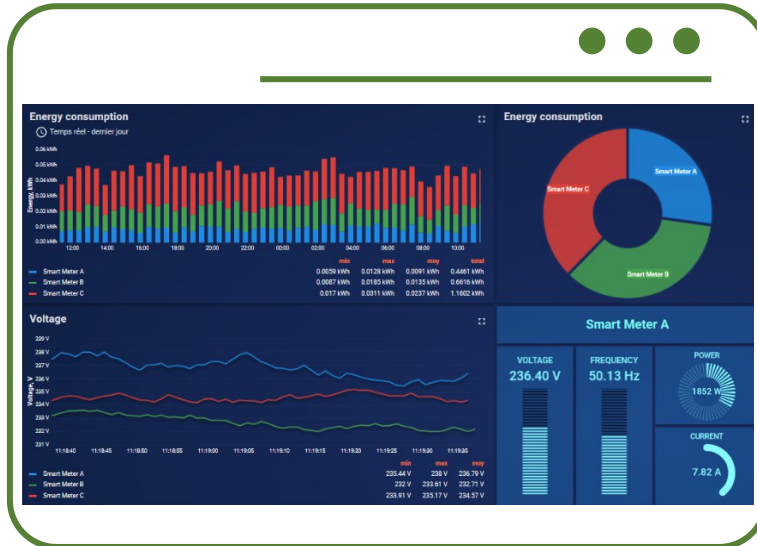 Energy consumption
Temps réel - dernier jour
0.06 kWh
0.05 kWh
0.04 kWh
0.03 kWh
0.02 kWh
0.01 kWh
0.00 kWh
Energy, kWh
12:00 14:00 16:00 18:00 20:00 22:00 00:00 02:00 04:00 06:00 08:00 10:00
min max moy total
Smart Meter A 0.0059 kWh 0.0128 kWh 0.0091 kWh 0.4461 kWh
Smart Meter B 0.0087 kWh 0.0185 kWh 0.0135 kWh 0.6616 kWh
Smart Meter C 0.017 kWh 0.0311 kWh 0.0237 kWh 1.1602 kWh
Energy consumption
Smart Meter A
Smart Meter C
Smart Meter B
Voltage
239 V
238 V
237 V
236 V
235 V
234 V
233 V
232 V
231 V
Voltage, V
11:18:40 11:18:45 11:18:50 11:18:55 11:19:00 11:19:05 11:19:10 11:19:15 11:19:20 11:19:25 11:19:30 11:19:35
min max moy
Smart Meter A 235.44 V 238 V 236.79 V
Smart Meter B 232 V 233.61 V 232.71 V
Smart Meter C 233.91 V 235.17 V 234.57 V
Smart Meter A
VOLTAGE
236.40 V
FREQUENCY
50.13 Hz
POWER
1852 W
CURRENT
7.82 A